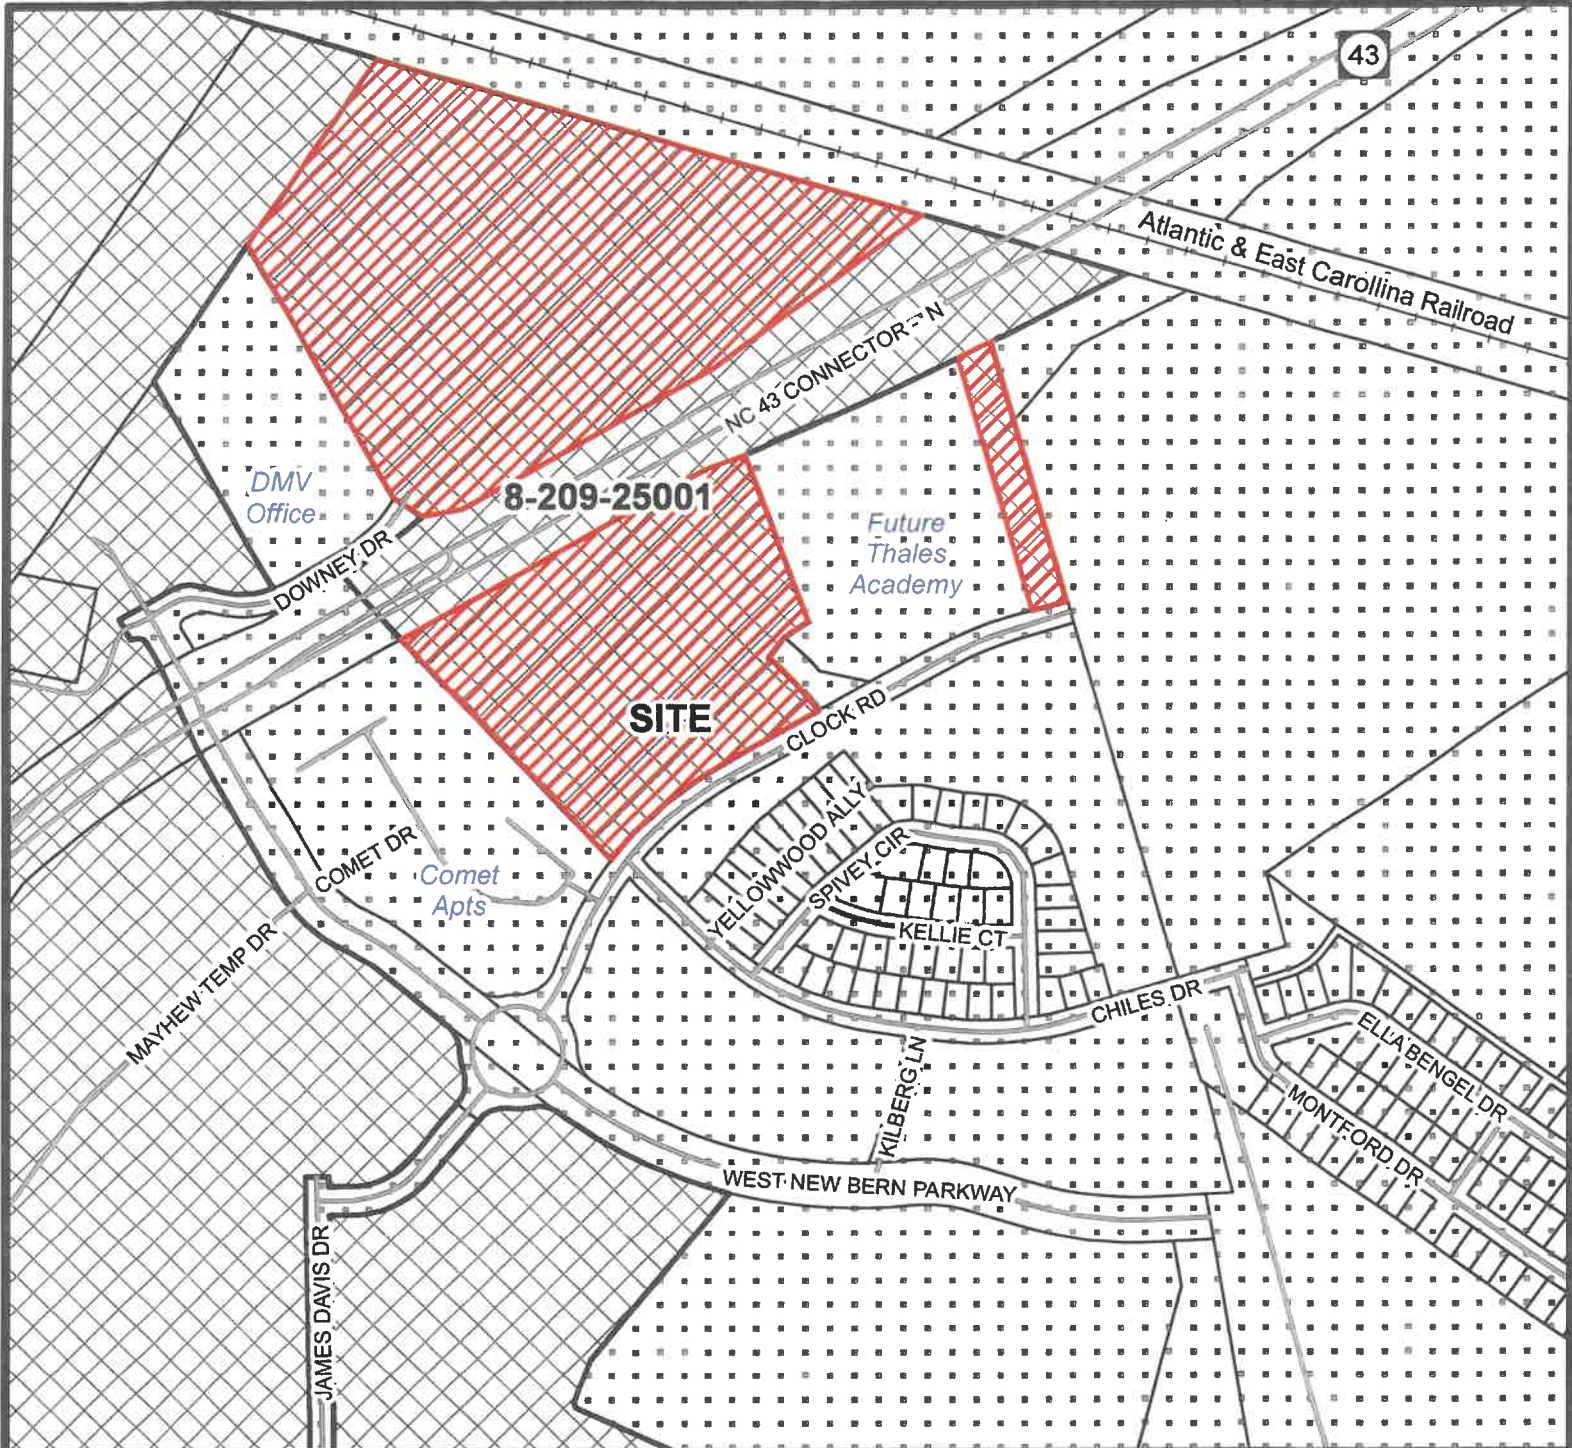 43
Atlantic & East Carollina Railroad
NC 43 CONNECTOR - N
DMV
Office
8-209-25001
Future
Thales
Academy
DOWNEY DR
SITE
CLOCK RD
YELLOWWOOD ALLY
SPIVEY CIR
COMET DR
Comet
Apts
KELLIE CT
MAYHEW TEMP DR
CHILES DR
ELLA BENGEL DR
KILBERG LN
MONTFORD DR
WEST NEW BERN PARKWAY
JAMES DAVIS DR